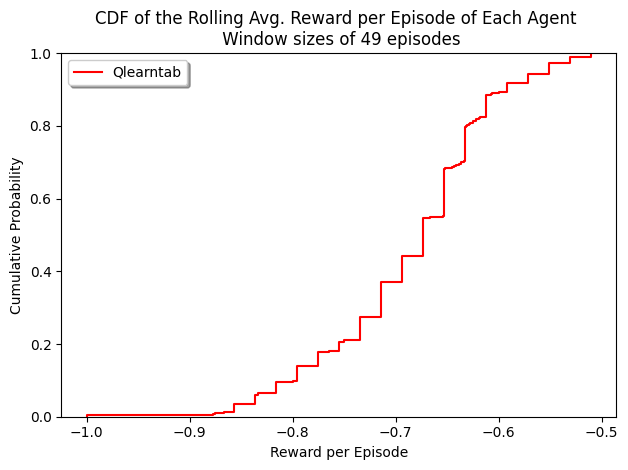 CDF of the Rolling Avg. Reward per Episode of Each Agent
Window sizes of 49 episodes
Qlearntab
Cumulative Probability
1.0
0.8
0.6
0.4
0.2
0.0
−1.0 −0.9 −0.8 −0.7 −0.6 −0.5
Reward per Episode